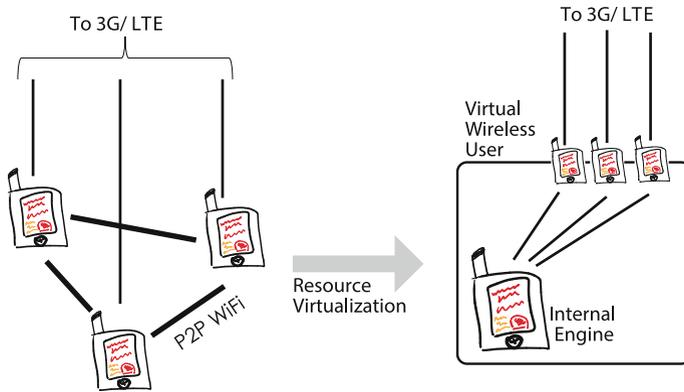 To 3G/ LTE
P2P WiFi
Resource
Virtualization
To 3G/ LTE
Virtual
Wireless
User
Internal
Engine